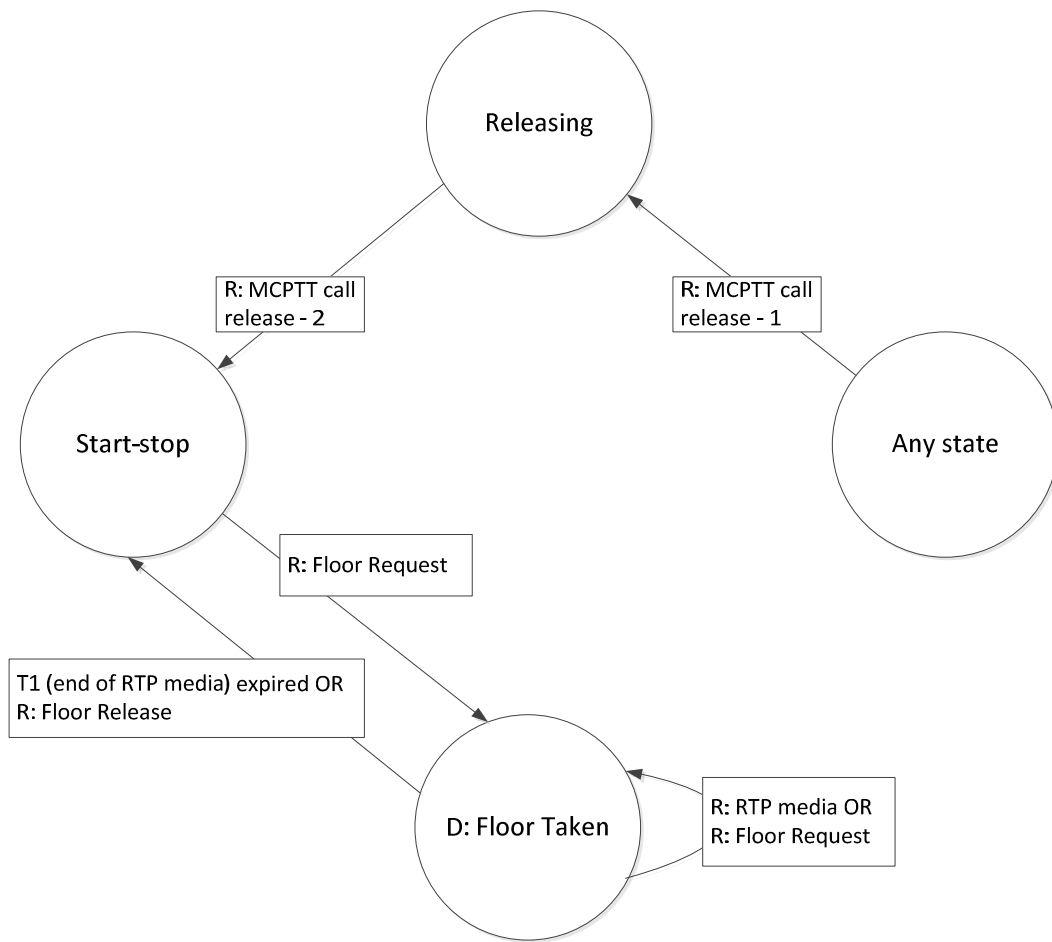 Releasing
R: MCPTT call
release - 2
R: MCPTT call
release - 1
Start-stop
Any state
R: Floor Request
T1 (end of RTP media) expired OR
R: Floor Release
D: Floor Taken
R: RTP media OR
R: Floor Request